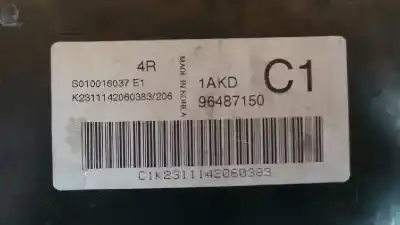 4R
S010016037 E1
K2311142060383/206
MADE IN KOREA
1AKD
96487150
C1
C1K2311142060383